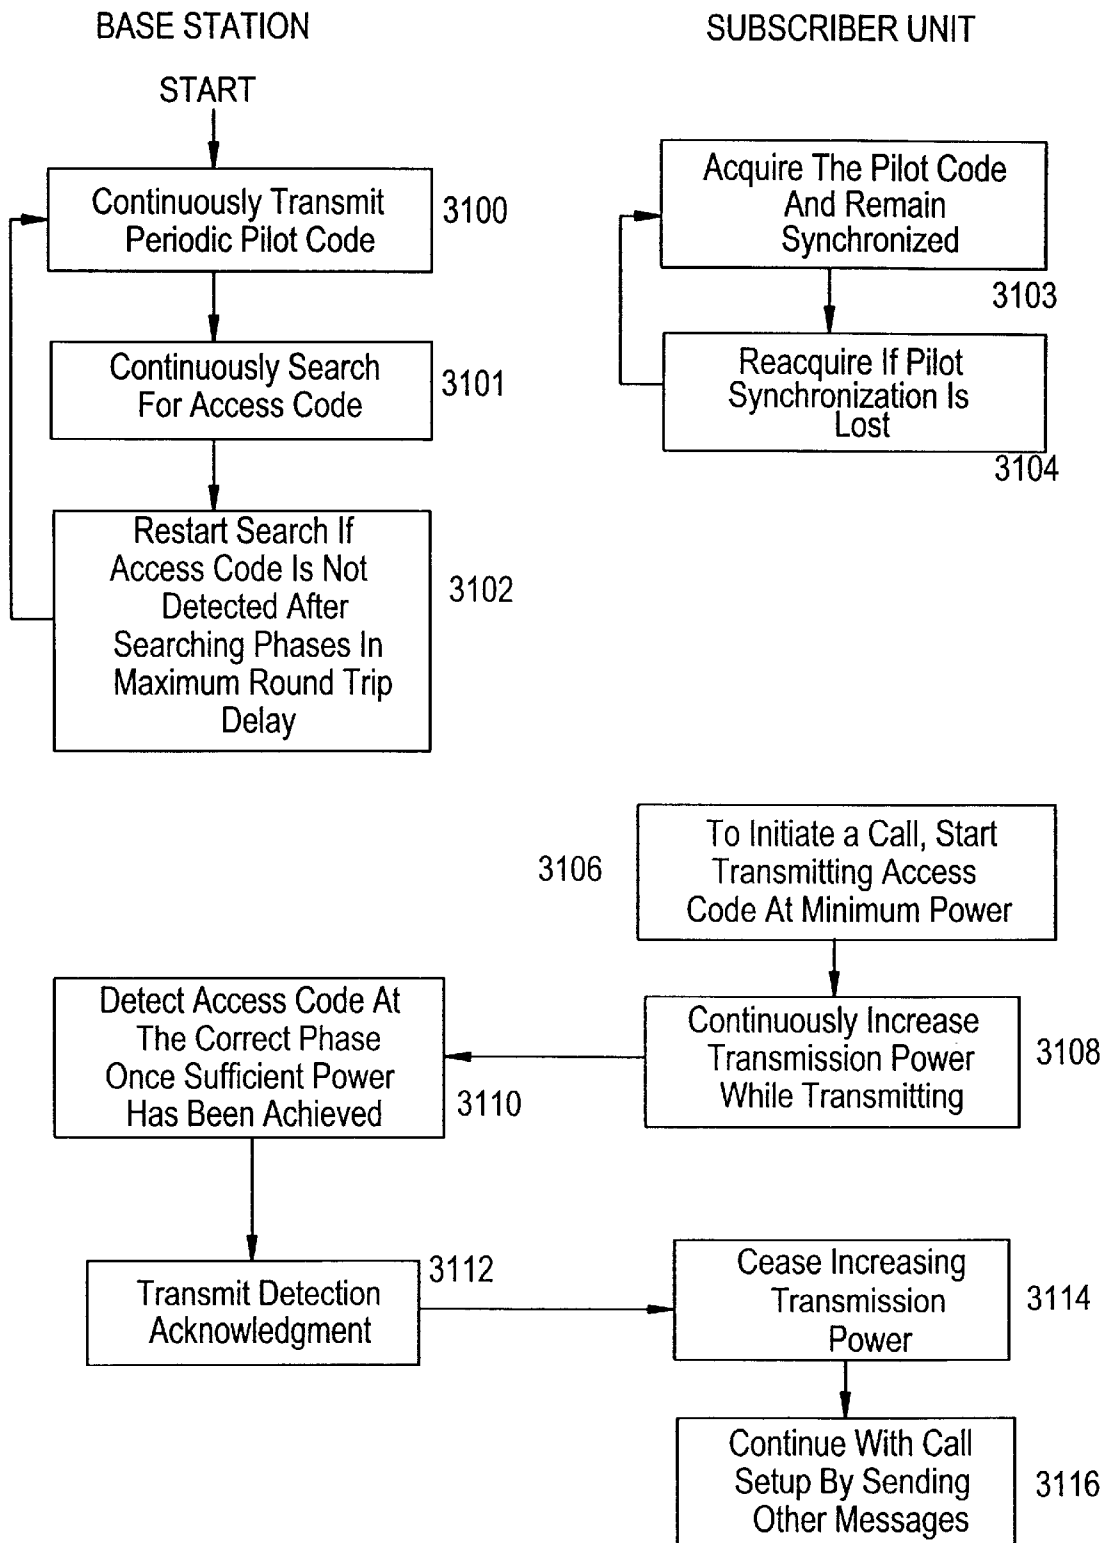 BASE STATION
SUBSCRIBER UNIT
START
Continuously Transmit
Periodic Pilot Code
3100
Acquire The Pilot Code
And Remain
Synchronized
3103
Continuously Search
For Access Code
3101
Reacquire If Pilot
Synchronization Is
Lost
3104
Restart Search If
Access Code Is Not
Detected After
Searching Phases In
Maximum Round Trip
Delay
3102
3106
To Initiate a Call, Start
Transmitting Access
Code At Minimum Power
Detect Access Code At
The Correct Phase
Once Sufficient Power
Has Been Achieved
3110
Continuously Increase
Transmission Power
While Transmitting
3108
Transmit Detection
Acknowledgment
3112
Cease Increasing
Transmission
Power
3114
Continue With Call
Setup By Sending
Other Messages
3116